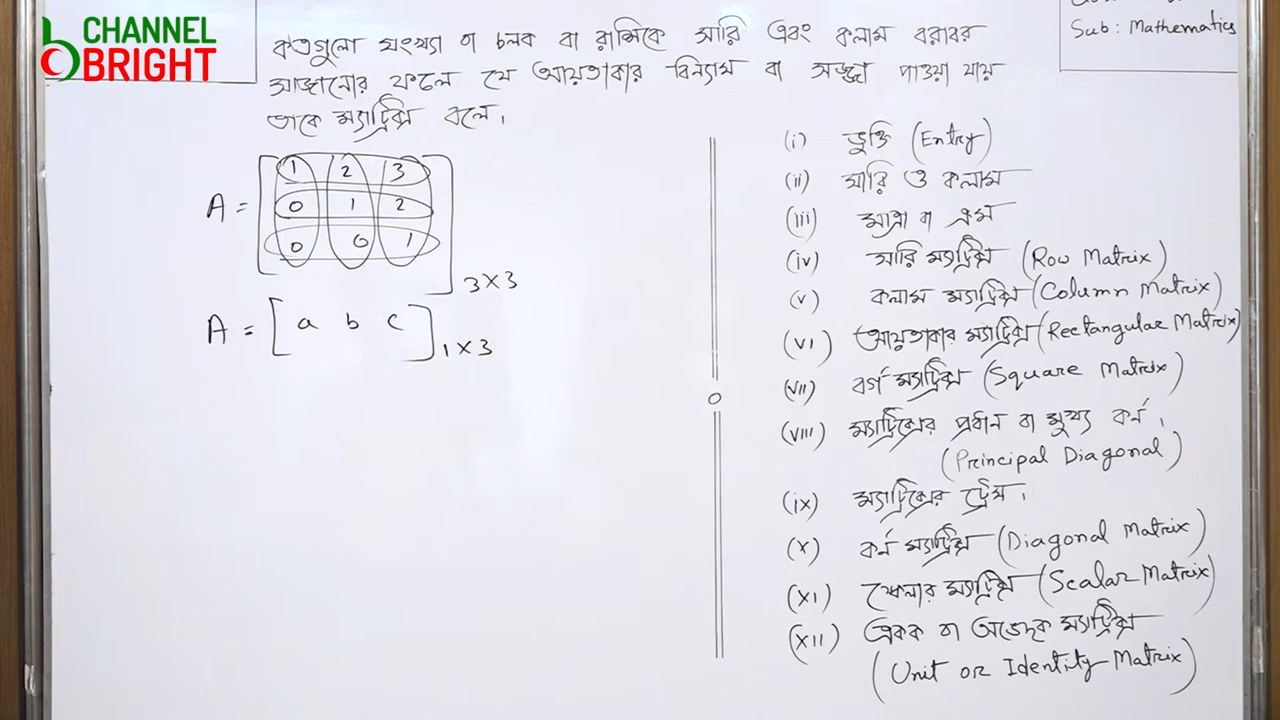 CHANNEL
BRIGHT
Sub : Mathematics
কতগুলো সংখ্যা বা চলক বা রাশিকে সারি এবং কলাম বরাবর
সাজানোর ফলে যে আয়তাকার বিন্যাস বা সজ্জা পাওয়া যায়
তাকে ম্যাট্রিক্স বলে।
A = [ 1 2 3
0 1 2
0 0 1 ] 3×3
A = [ a b c ] 1×3
(i) ভুক্তি (Entry)
(ii) সারি ও কলাম
(iii) মাত্রা বা ক্রম
(iv) সারি ম্যাট্রিক্স (Row Matrix)
(v) কলাম ম্যাট্রিক্স (Column Matrix)
(vi) আয়তাকার ম্যাট্রিক্স (Rectangular Matrix)
(vii) বর্গ ম্যাট্রিক্স (Square Matrix)
(viii) ম্যাট্রিক্সের প্রধান বা মুখ্য কর্ন।
(Principal Diagonal)
(ix) ম্যাট্রিক্সের ট্রেস।
(x) কর্ন ম্যাট্রিক্স (Diagonal Matrix)
(xi) স্কেলার ম্যাট্রিক্স (Scalar Matrix)
(xii) একক বা অভেদক ম্যাট্রিক্স
(Unit or Identity Matrix)